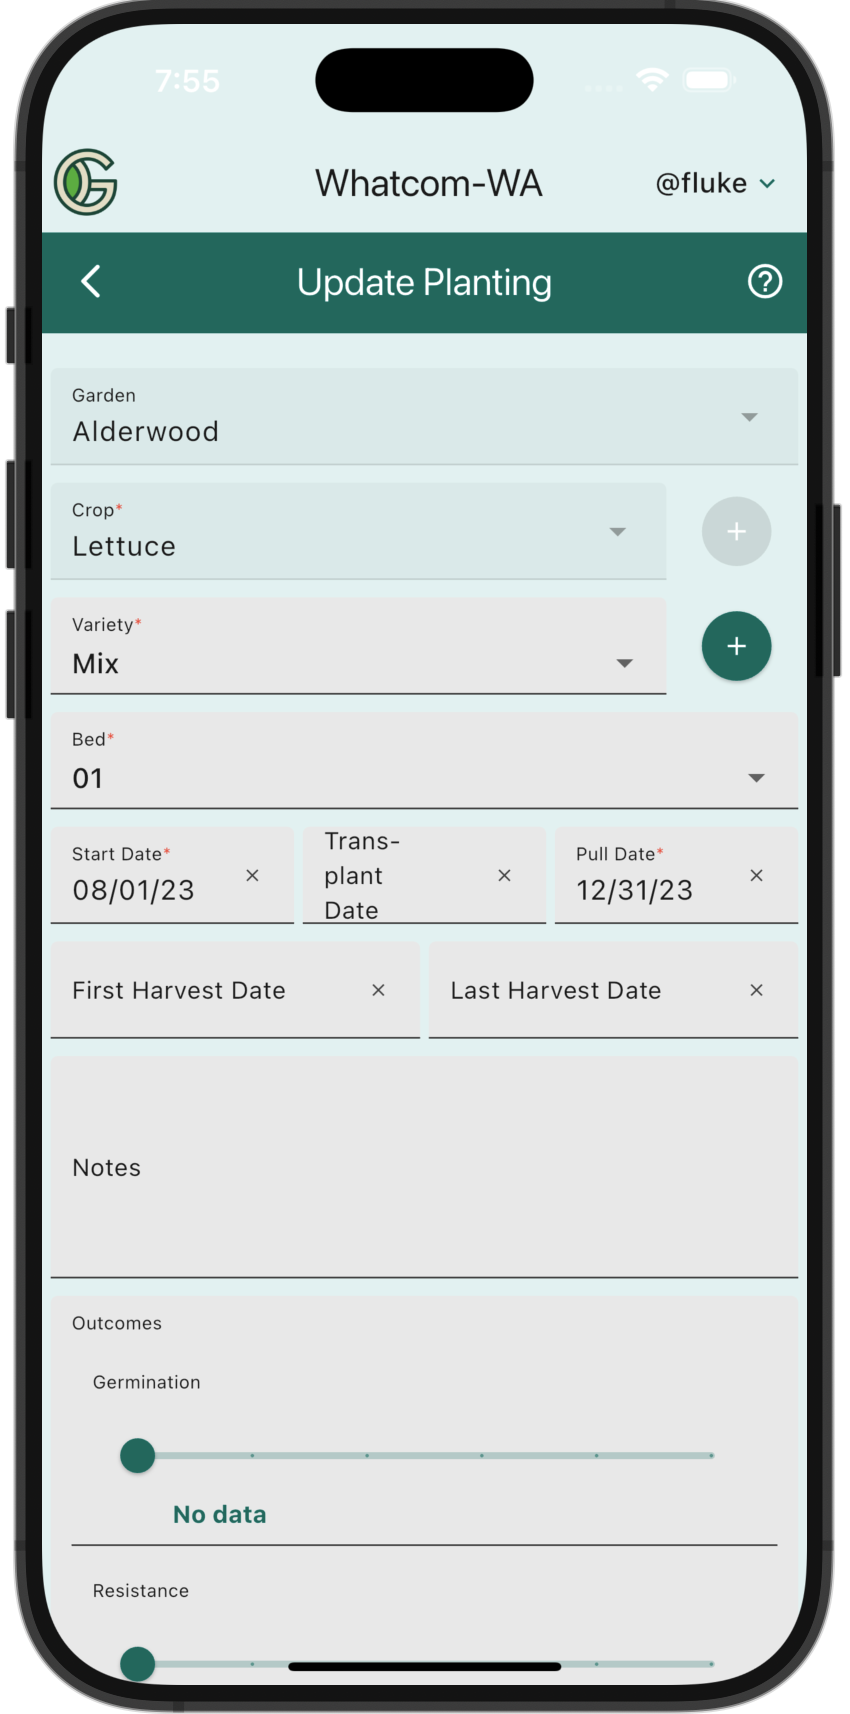 7:55
Whatcom-WA
@fluke
Update Planting
Garden
Alderwood
Crop*
Lettuce
Variety*
Mix
Bed*
01
Start Date*
08/01/23
Trans-
plant
Date
Pull Date*
12/31/23
First Harvest Date
Last Harvest Date
Notes
Outcomes
Germination
No data
Resistance